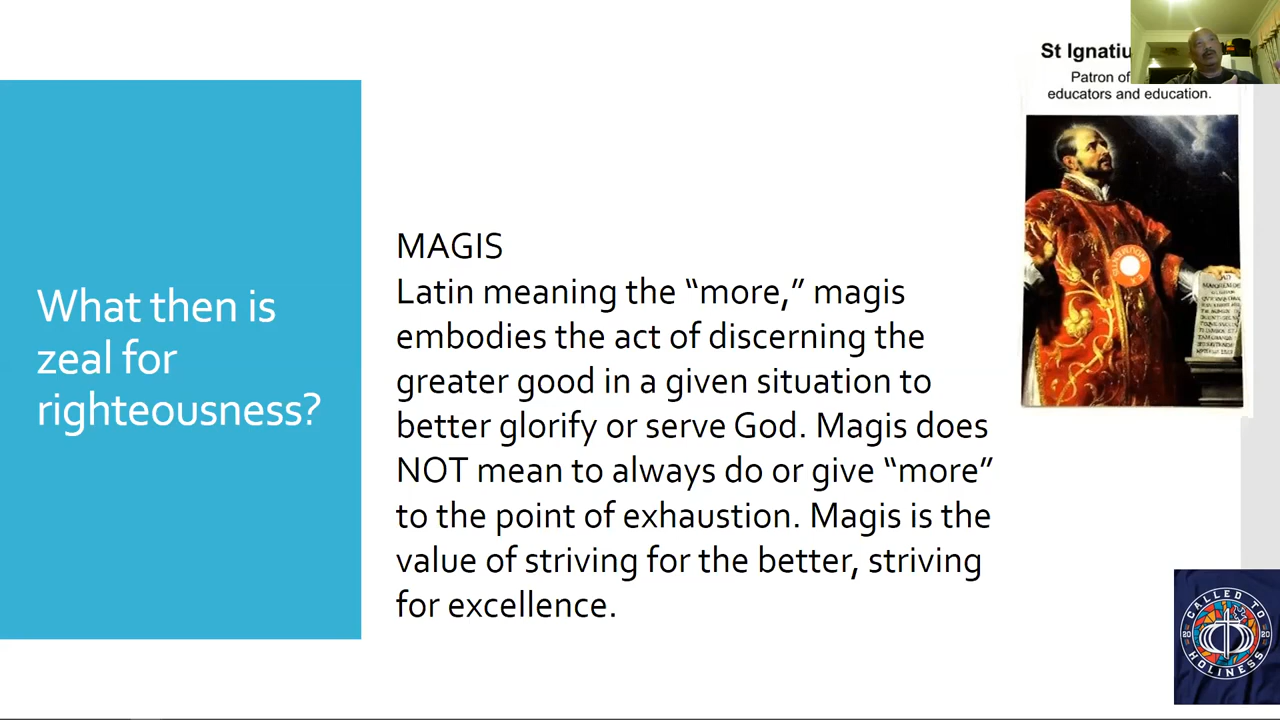 What then is
zeal for
righteousness?
MAGIS
Latin meaning the “more,” magis
embodies the act of discerning the
greater good in a given situation to
better glorify or serve God. Magis does
NOT mean to always do or give “more”
to the point of exhaustion. Magis is the
value of striving for the better, striving
for excellence.
St Ignatiu
Patron of
educators and education.
AD
CALLED TO
2020
HOLINESS